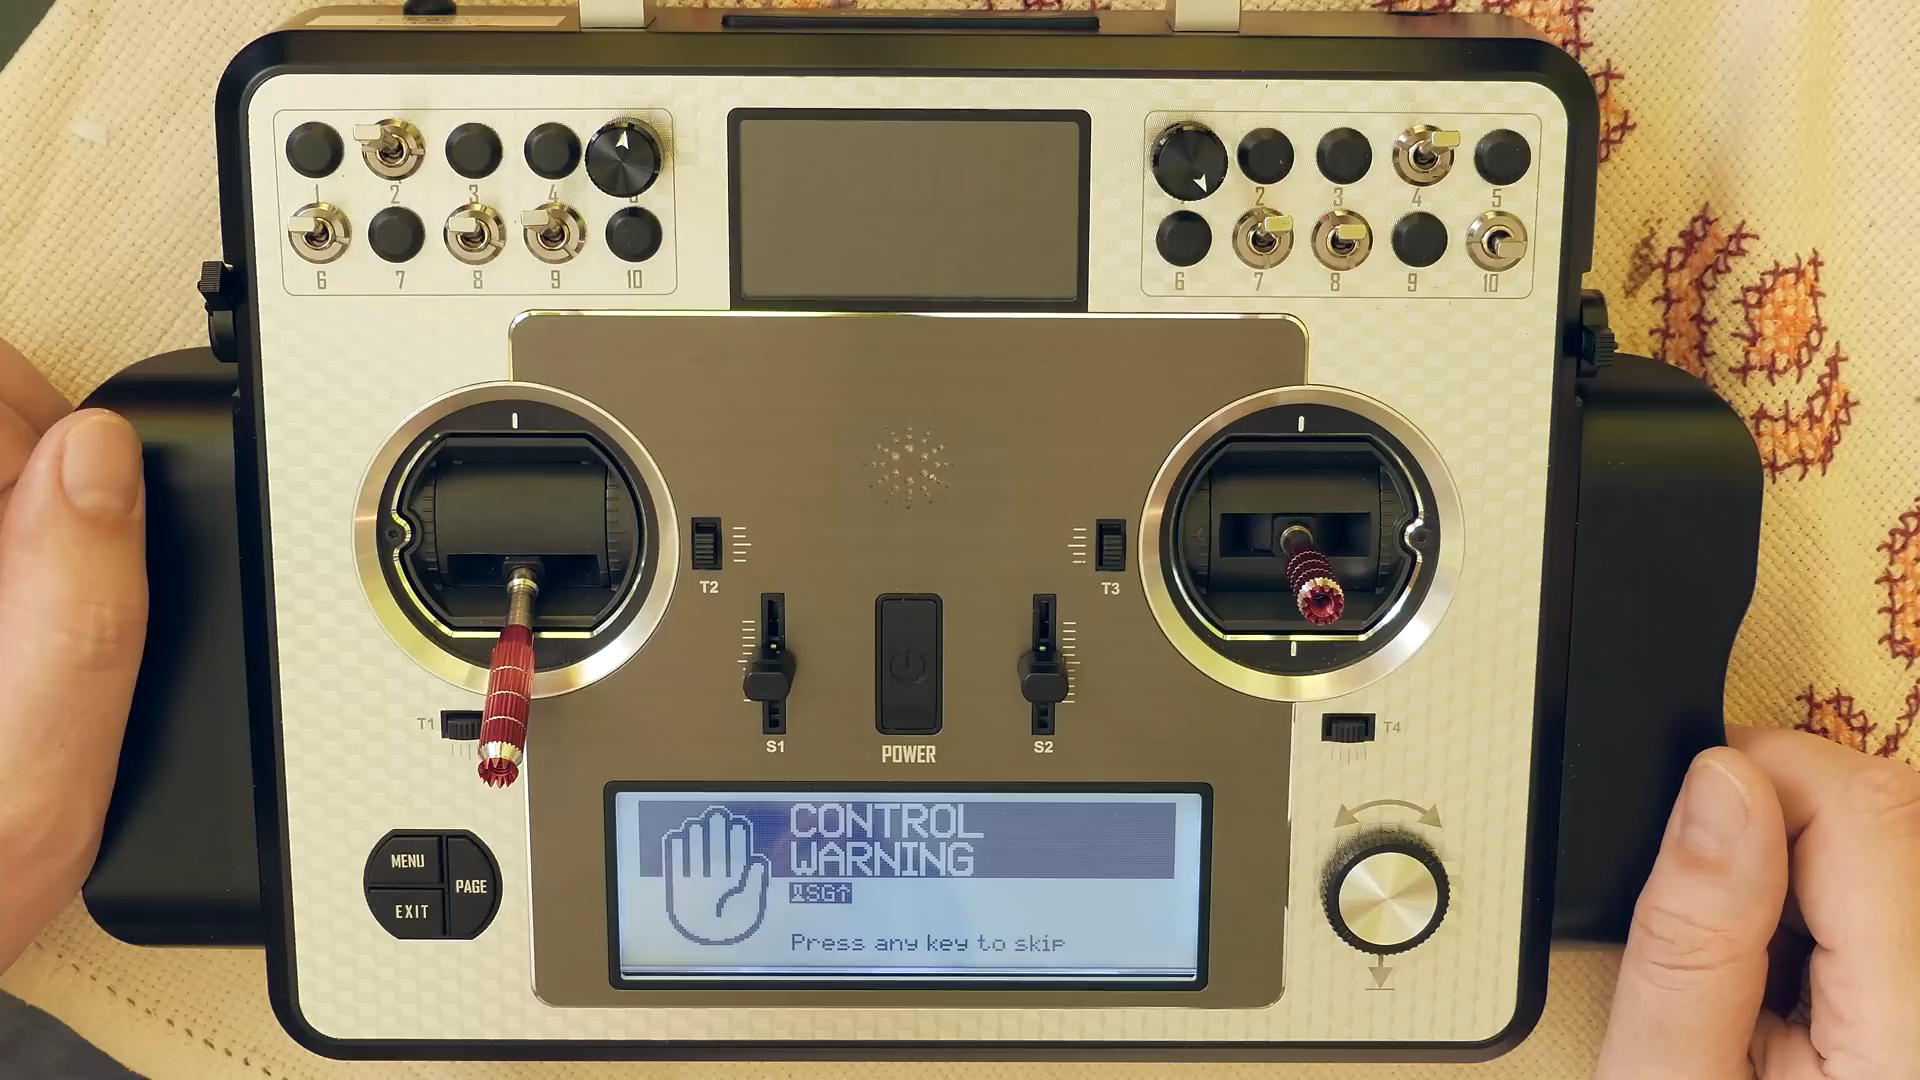 1 2 3 4
6 7 8 9 10
2 3 4 5
6 7 8 9 10
T2
T3
T1
S1
POWER
S2
T4
CONTROL
WARNING
SG↑
Press any key to skip
MENU
PAGE
EXIT